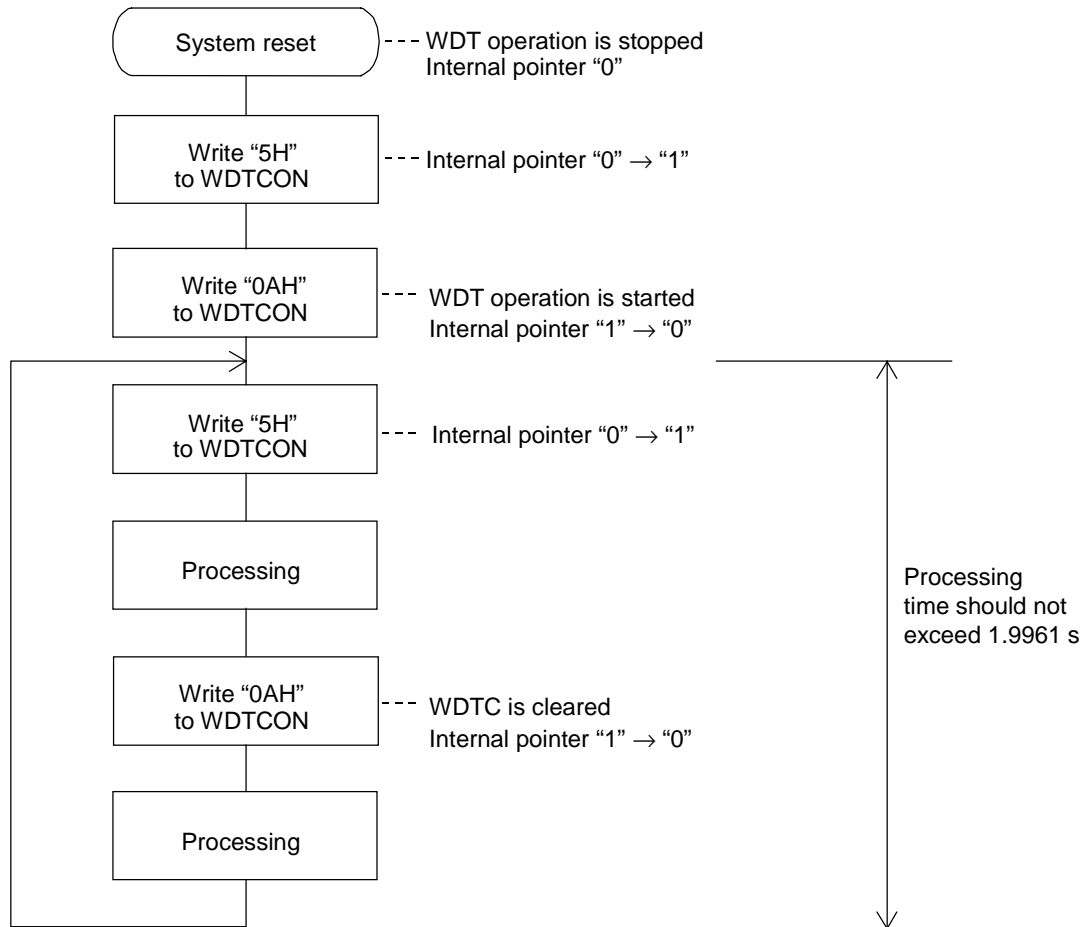 System reset
WDT operation is stopped
Internal pointer “0”
Write “5H”
to WDTCON
Internal pointer “0” → “1”
Write “0AH”
to WDTCON
WDT operation is started
Internal pointer “1” → “0”
Write “5H”
to WDTCON
Internal pointer “0” → “1”
Processing
Processing
time should not
exceed 1.9961 s
Write “0AH”
to WDTCON
WDTC is cleared
Internal pointer “1” → “0”
Processing